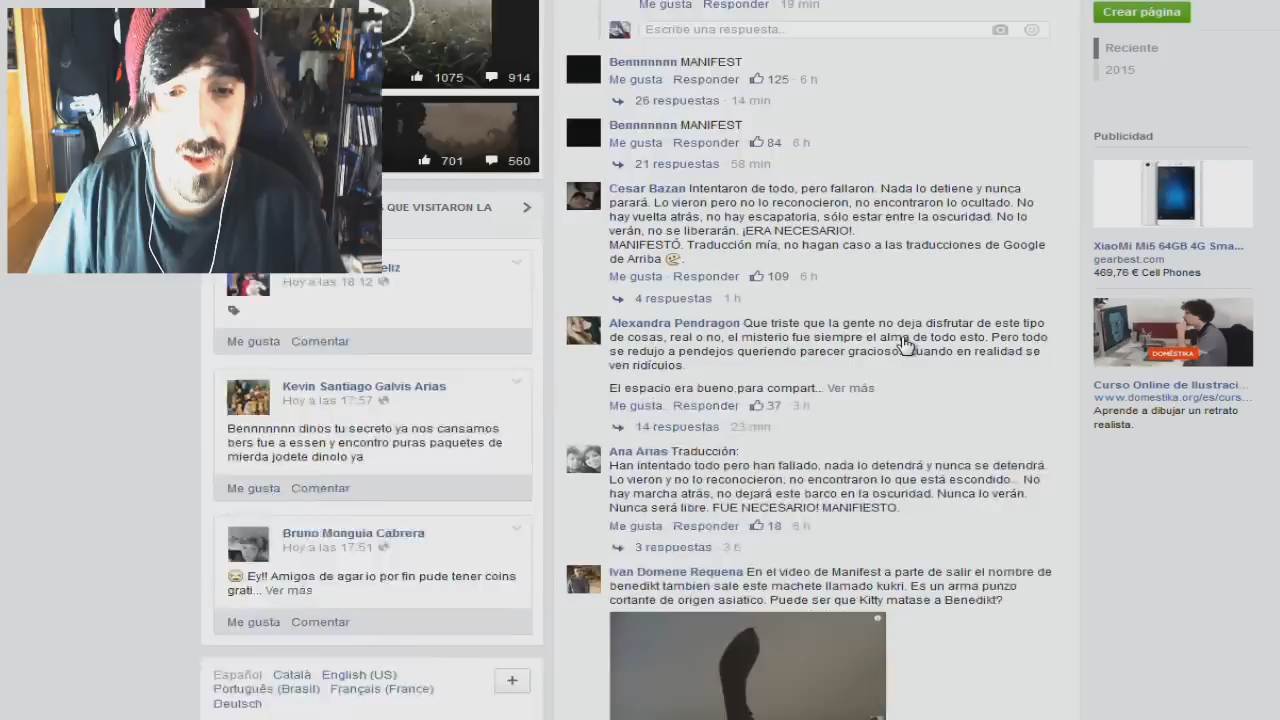 1075 914
701 560
QUE VISITARON LA
eliz
Hoy a las 18:12
Me gusta Comentar
Kevin Santiago Galvis Arias
Hoy a las 17:57
Bennnnnnn dinos tu secreto ya nos cansamos
bers fue a essen y encontro puras paquetes de
mierda jodete dinolo ya
Me gusta Comentar
Bruno Monguia Cabrera
Hoy a las 17:51
Ey!! Amigos de agar io por fin pude tener coins
grati... Ver más
Me gusta Comentar
Español Català English (US)
Português (Brasil) Français (France)
Deutsch
+
Me gusta Responder 19 min
Escribe una respuesta...
Bennnnnnn MANIFEST
Me gusta Responder 125 · 6 h
26 respuestas · 14 min
Bennnnnnn MANIFEST
Me gusta Responder 84 6 h
21 respuestas 58 min
Cesar Bazan Intentaron de todo, pero fallaron. Nada lo detiene y nunca
parará. Lo vieron pero no lo reconocieron, no encontraron lo ocultado. No
hay vuelta atrás, no hay escapatoria, sólo estar entre la oscuridad. No lo
verán, no se liberarán. ¡ERA NECESARIO!.
MANIFESTÓ. Traducción mía, no hagan caso a las traducciones de Google
de Arriba
Me gusta Responder 109 · 6 h
4 respuestas · 1 h
Alexandra Pendragon Que triste que la gente no deja disfrutar de este tipo
de cosas, real o no, el misterio fue siempre el alma de todo esto. Pero todo
se redujo a pendejos queriendo parecer graciosos cuando en realidad se
ven ridículos.
El espacio era bueno para compart... Ver más
Me gusta Responder 37 · 3 h
14 respuestas · 23 min
Ana Arias Traducción:
Han intentado todo pero han fallado, nada lo detendrá y nunca se detendrá.
Lo vieron y no lo reconocieron, no encontraron lo que está escondido... No
hay marcha atrás, no dejará este barco en la oscuridad. Nunca lo verán.
Nunca será libre. FUE NECESARIO! MANIFIESTO.
Me gusta Responder 18 · 6 h
3 respuestas
Ivan Domene Requena En el video de Manifest a parte de salir el nombre de
benedikt tambien sale este machete llamado kukri. Es un arma punzo
cortante de origen asiatico. Puede ser que Kitty matase a Benedikt?
Crear página
Reciente
2015
Publicidad
XiaoMi Mi5 64GB 4G Sma...
gearbest.com
469,76 € Cell Phones
DOMÉSTIKA
Curso Online de Ilustraci...
www.domestika.org/es/curs...
Aprende a dibujar un retrato
realista.